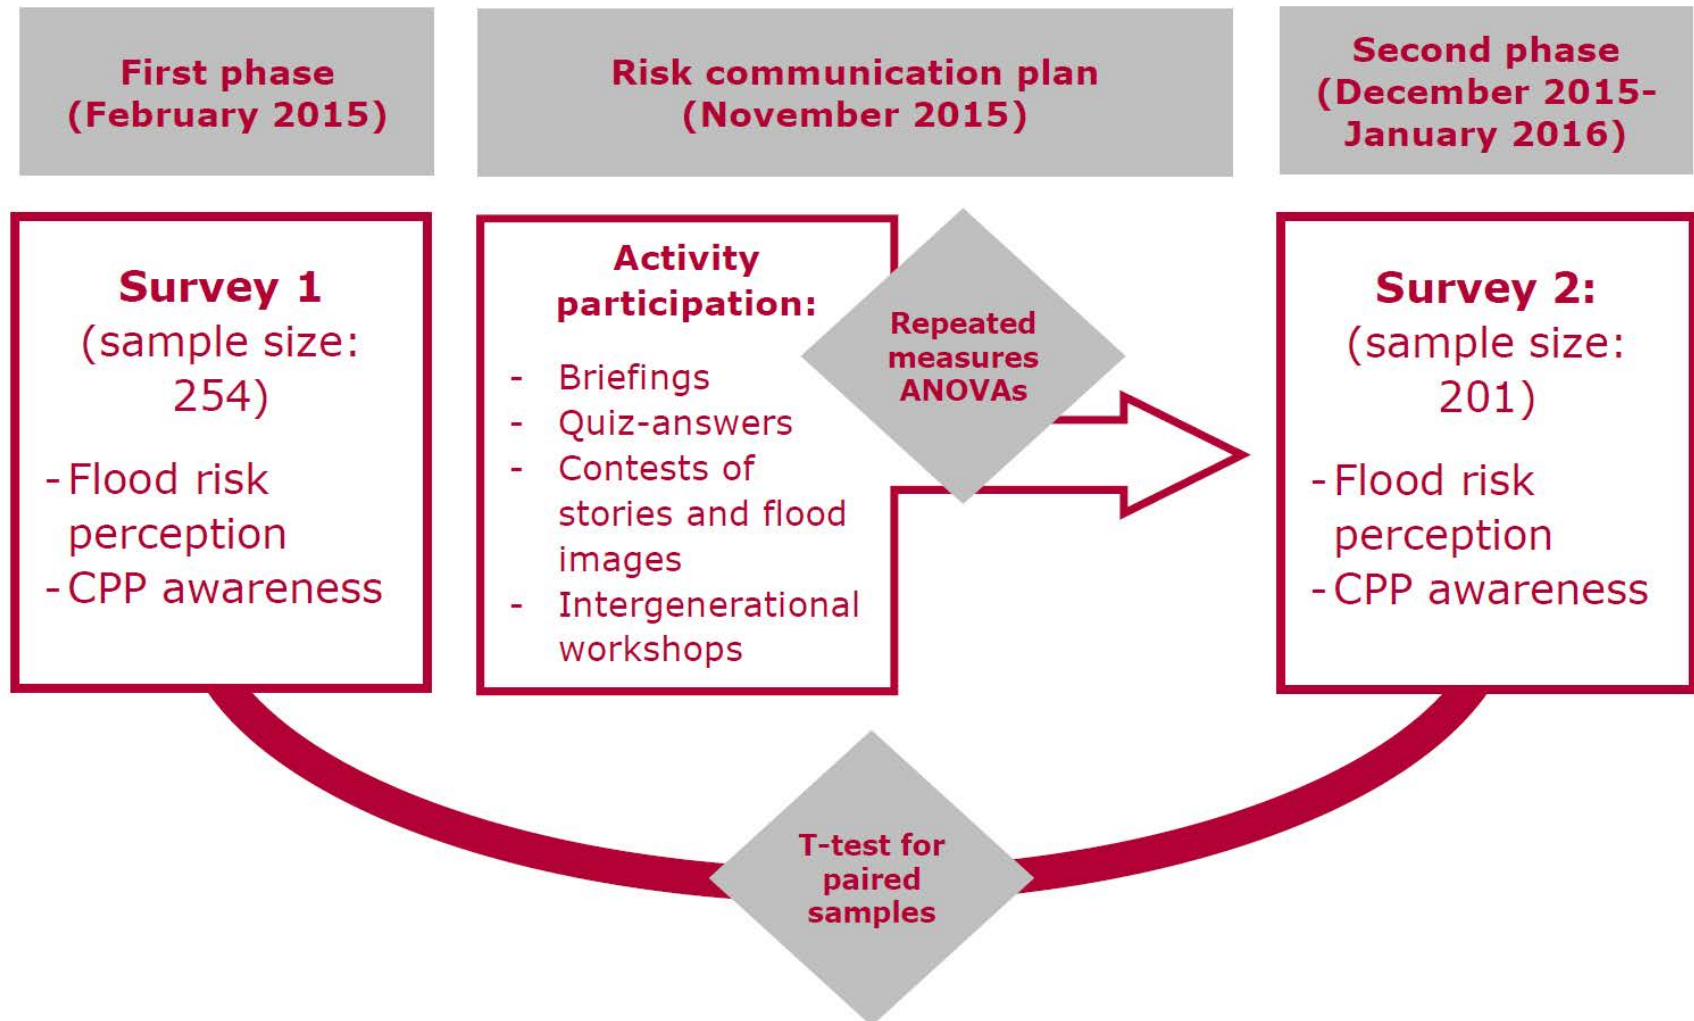 First phase
(February 2015)
Risk communication plan
(November 2015)
Second phase
(December 2015-
January 2016)
Survey 1
(sample size:
254)
- Flood risk
perception
- CPP awareness
Activity
participation:
- Briefings
- Quiz-answers
- Contests of
stories and flood
images
- Intergenerational
workshops
Repeated
measures
ANOVAs
Survey 2:
(sample size:
201)
- Flood risk
perception
- CPP awareness
T-test for
paired
samples